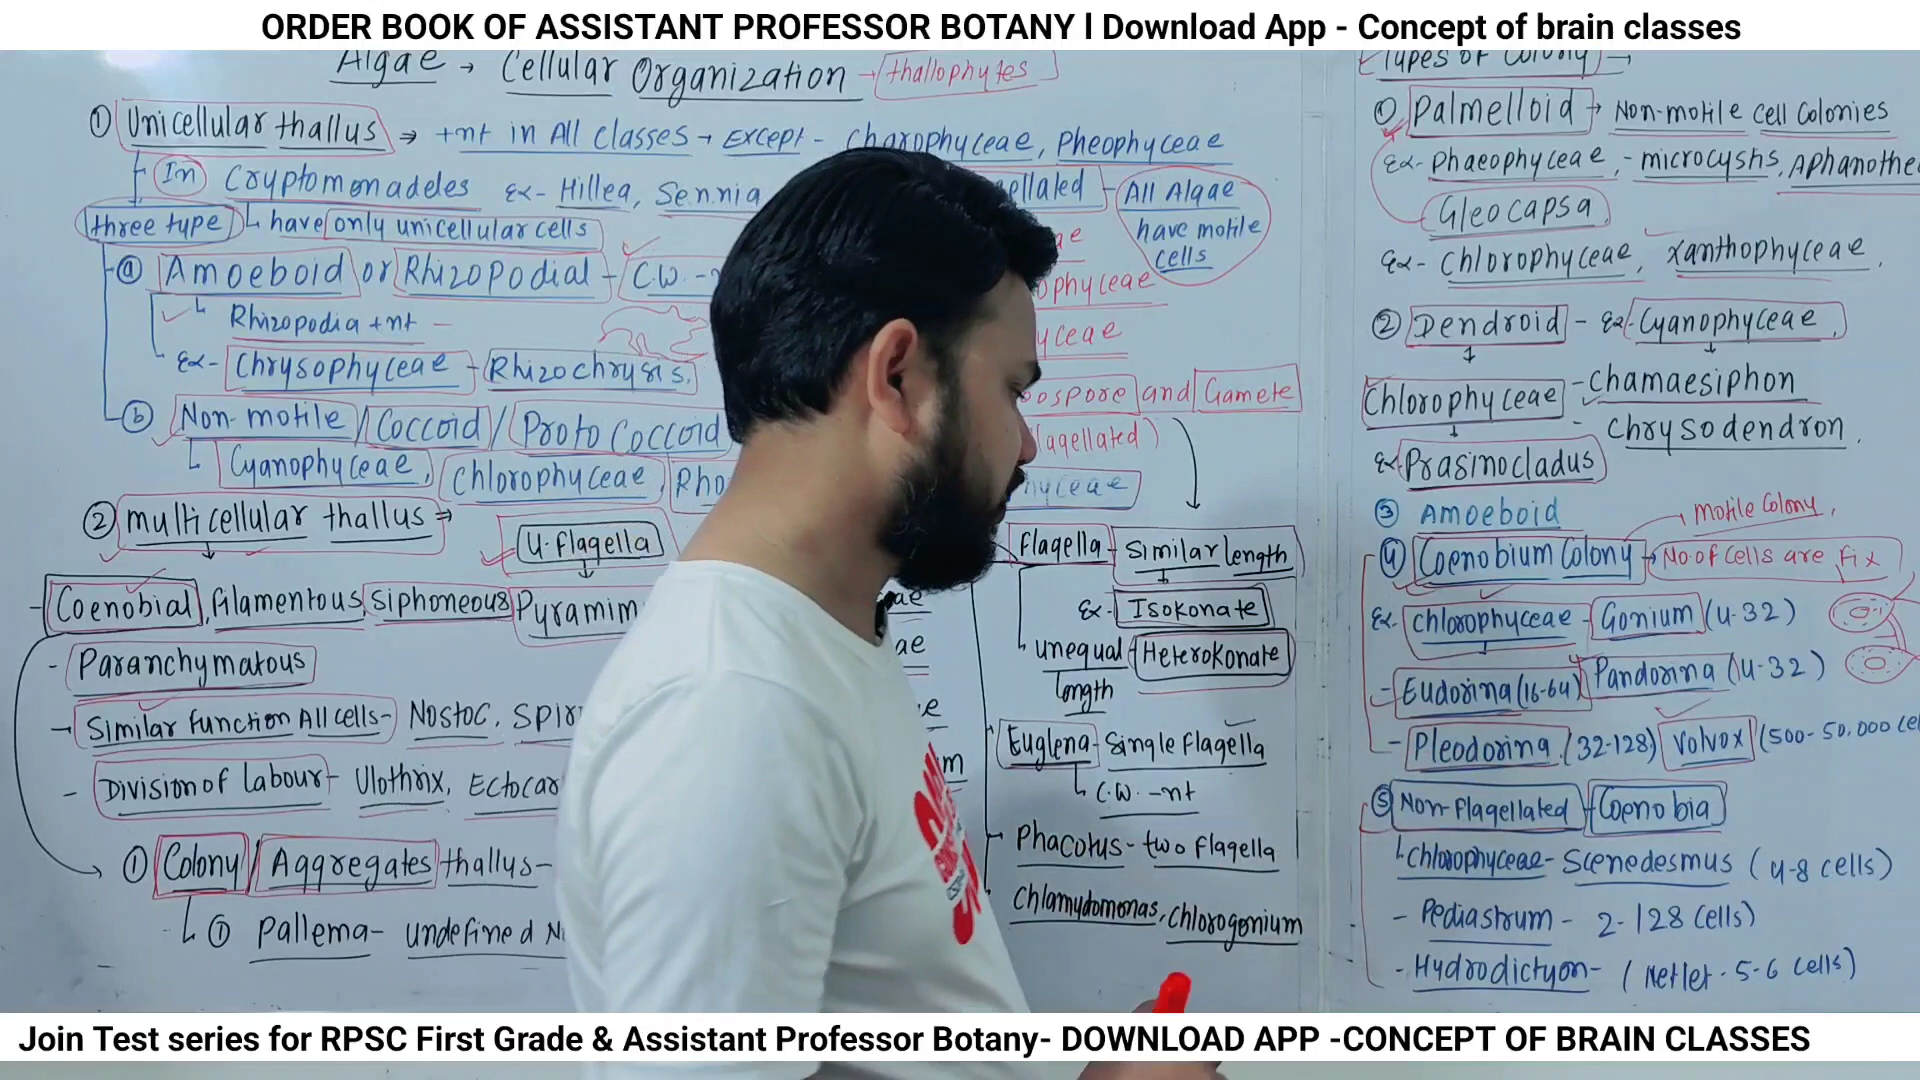 ORDER BOOK OF ASSISTANT PROFESSOR BOTANY l Download App - Concept of brain classes
Algae → Cellular Organization → thallophytes
① Unicellular thallus → +nt in All Classes → Except - Charophyceae, Pheophyceae
In Cryptomonadeles Ex- Hillea, Sennia
three type have only unicellular cells
ⓐ Amoeboid or Rhizopodial - C.W. -
Rhizopodia +nt -
Ex- Chrysophyceae - Rhizochrysis.
ⓑ Non-motile / Coccoid / Proto Coccoid
Cyanophyceae, Chlorophyceae,
② multicellular thallus ⇒
Coenobial, Filamentous, Siphoneous
- Paranchymatous
→ Similar function All cells- Nostoc,
- Division of Labour - Ulothrix,
① Colony / Aggregates thallus-
① Pallema- undefined
All Algae
have motile
cells
and Gamete
U. flagella
Flagella - Similar length
Ex- Isokonate
unequal length - Heterokonate
Euglena - Single flagella
C.W. -nt
Phacotus - two flagella
Chlamydomonas, Chlorogonium
Types of Colony →
① Palmelloid → Non-motile cell Colonies
Ex- Phaeophyceae, - microcystis,
Gleocapsa,
Ex- Chlorophyceae, Xanthophyceae,
② Dendroid - Ex- Cyanophyceae,
Chlorophyceae - Chamaesiphon
- Chrysodendron.
Ex- Prasinocladus
③ Amoeboid
motile Colony,
④ Coenobium Colony → No. of cells are Fix
Ex- Chlorophyceae - Gonium (4-32)
- Eudorina (16-64) Pandorina (4-32)
- Pleodorina (32-128) Volvox (500-50,000
⑤ Non-flagellated - Coenobia
Chlorophyceae - Scenedesmus (4-8 cells)
- Pediastrum - 2-128 cells)
- Hydrodictyon - (Netlet - 5-6 cells)
Join Test series for RPSC First Grade & Assistant Professor Botany- DOWNLOAD APP -CONCEPT OF BRAIN CLASSES